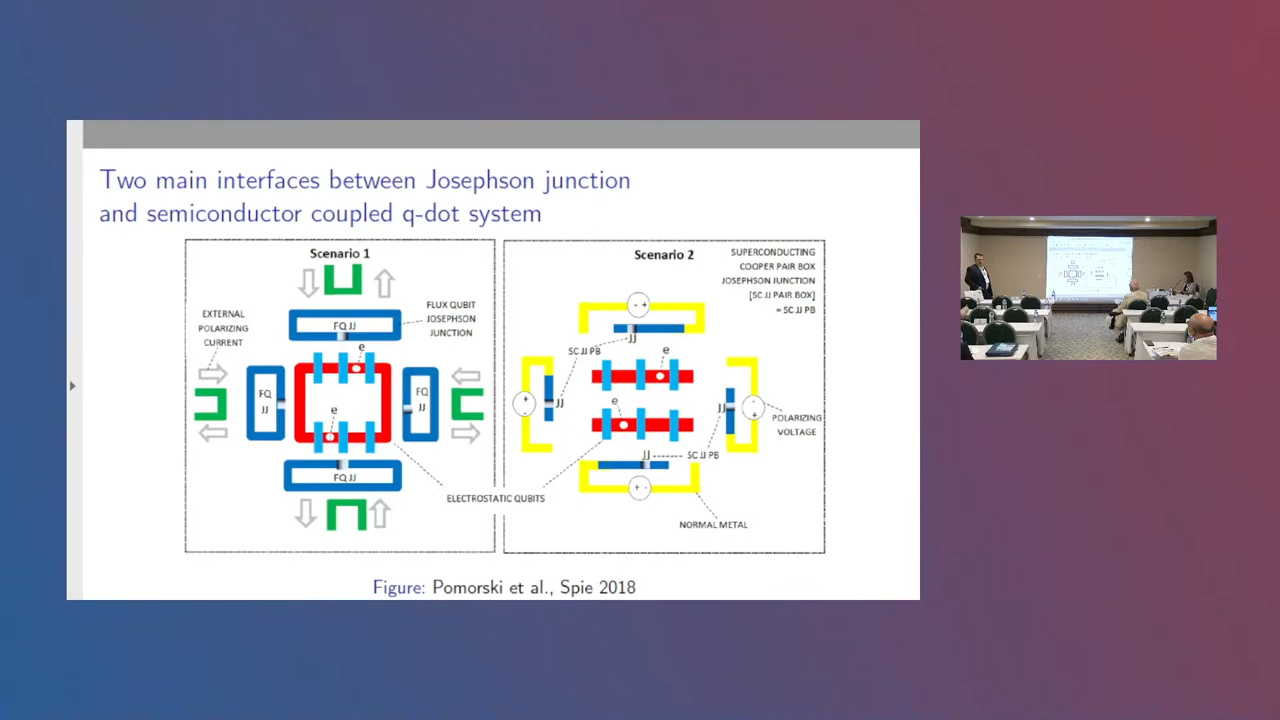 Two main interfaces between Josephson junction
and semiconductor coupled q-dot system
Scenario 1
EXTERNAL
POLARIZING
CURRENT
FLUX QUBIT
JOSEPHSON
JUNCTION
FQ JJ
e
FQ
JJ
FQ
JJ
e
FQ JJ
ELECTROSTATIC QUBITS
Scenario 2
SUPERCONDUCTING
COOPER PAIR BOX
JOSEPHSON JUNCTION
[SC JJ PAIR BOX]
= SC JJ PB
- +
JJ
SC JJ PB
e
+
-
JJ
e
JJ
-
+
POLARIZING
VOLTAGE
JJ
SC JJ PB
+ -
NORMAL METAL
Figure: Pomorski et al., Spie 2018